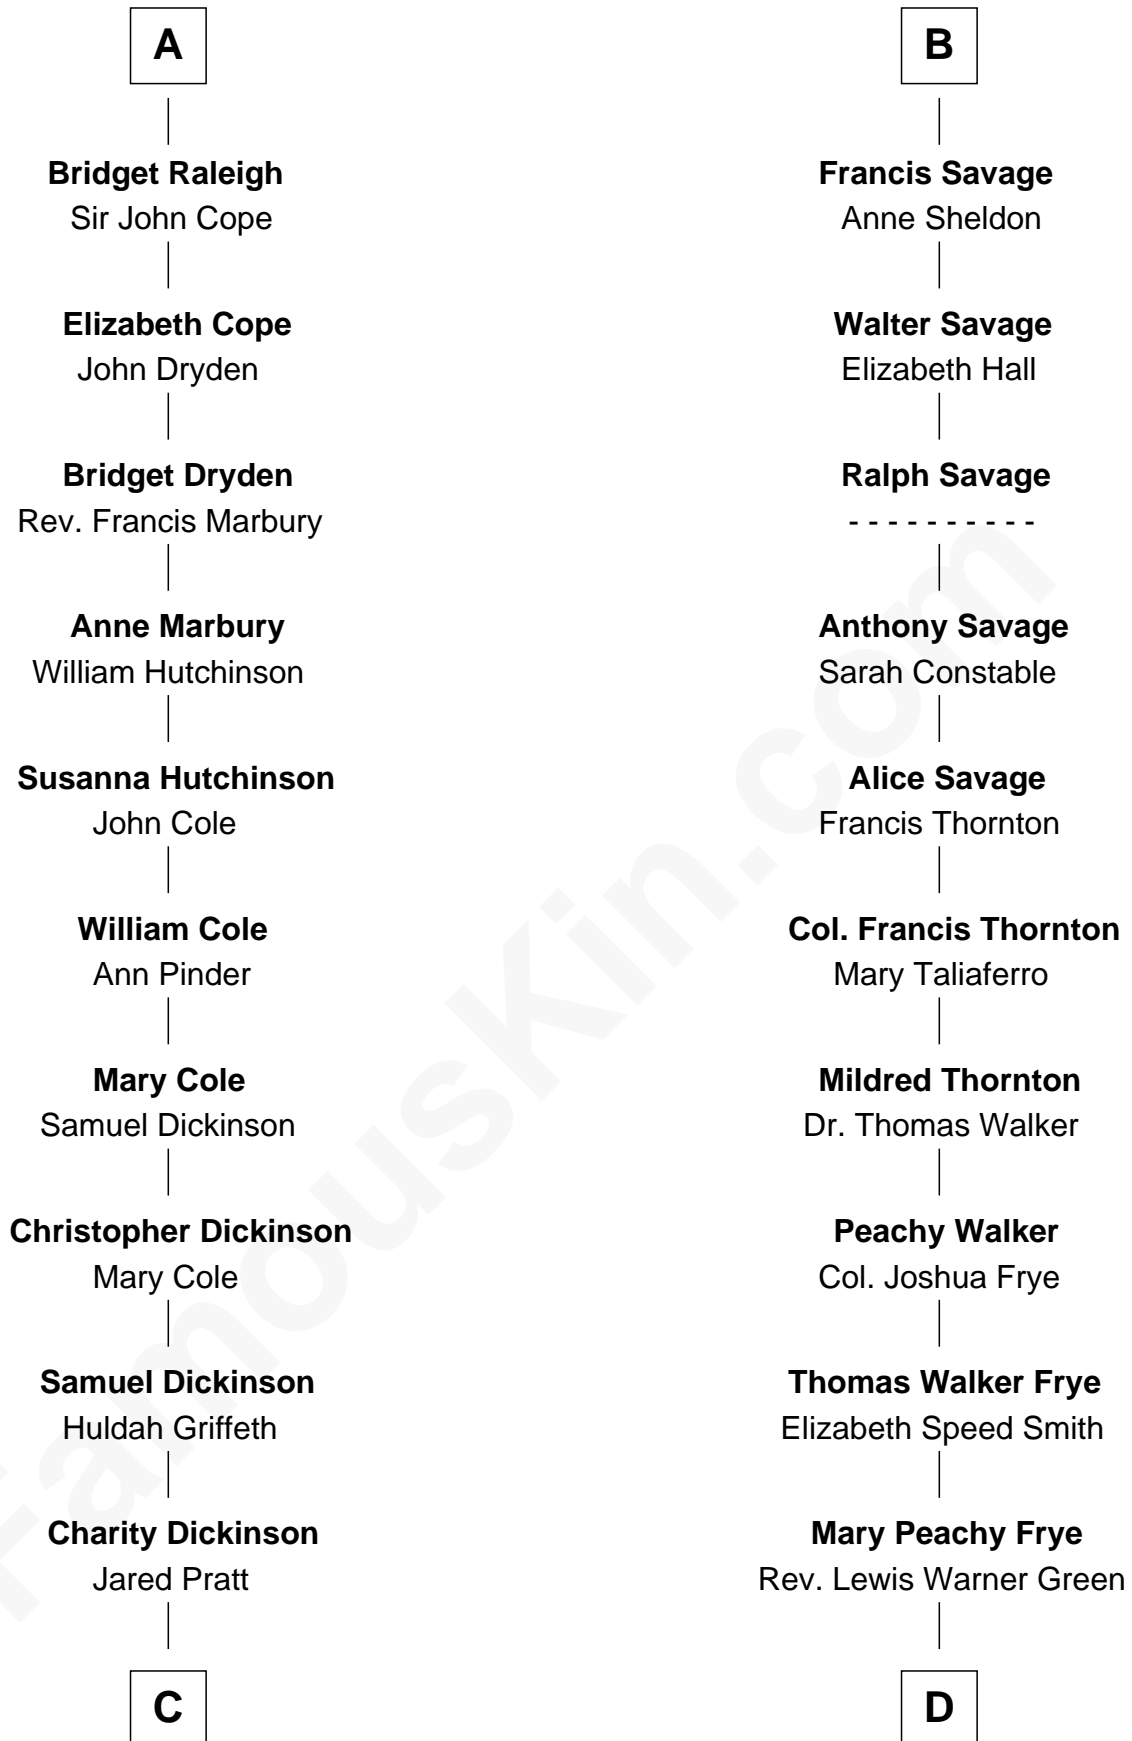 A
Bridget Raleigh
Sir John Cope
Elizabeth Cope
John Dryden
Bridget Dryden
Rev. Francis Marbury
Anne Marbury
William Hutchinson
Susanna Hutchinson
John Cole
William Cole
Ann Pinder
Mary Cole
Samuel Dickinson
Christopher Dickinson
Mary Cole
Samuel Dickinson
Huldah Griffeth
Charity Dickinson
Jared Pratt
C
B
Francis Savage
Anne Sheldon
Walter Savage
Elizabeth Hall
Ralph Savage
- - - - - - - - - -
Anthony Savage
Sarah Constable
Alice Savage
Francis Thornton
Col. Francis Thornton
Mary Taliaferro
Mildred Thornton
Dr. Thomas Walker
Peachy Walker
Col. Joshua Frye
Thomas Walker Frye
Elizabeth Speed Smith
Mary Peachy Frye
Rev. Lewis Warner Green
D
FamousKin.com